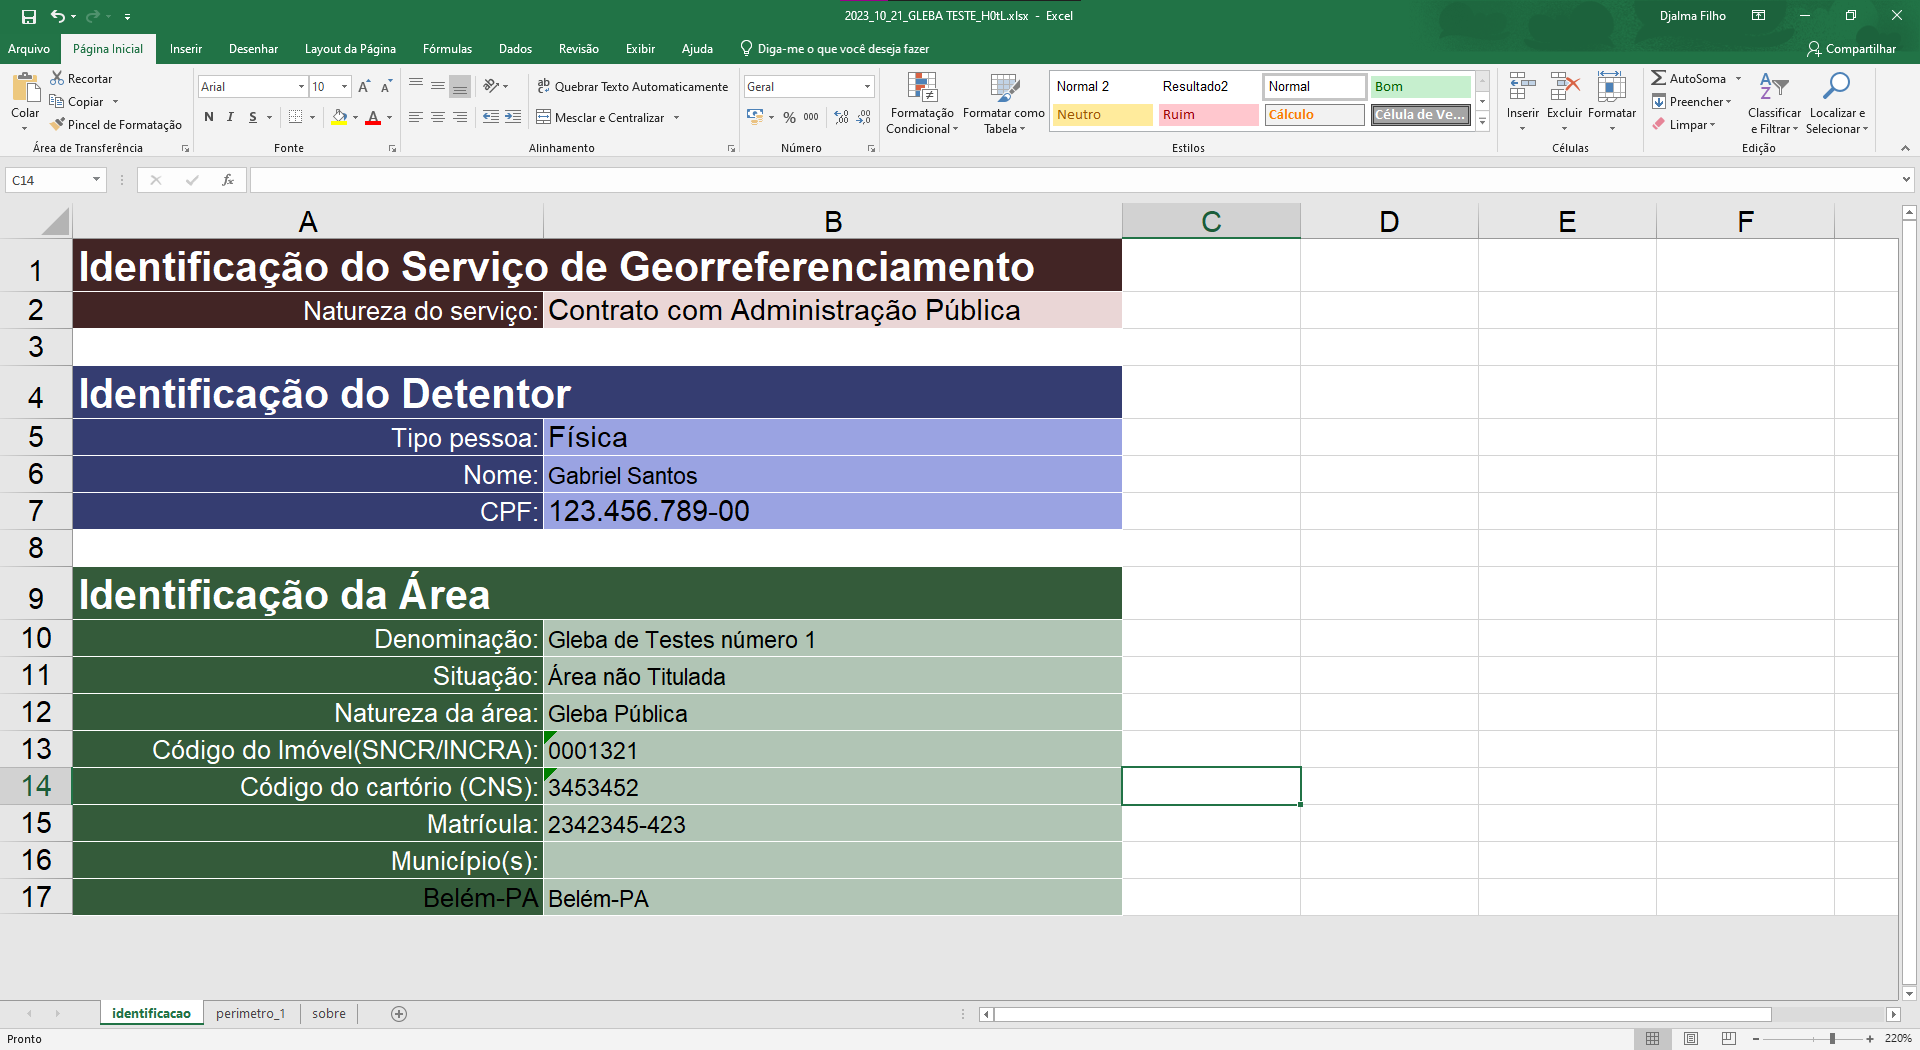 2023_10_21_GLEBA TESTE_H0tL.xlsx - Excel
Djalma Filho
Arquivo Página Inicial Inserir Desenhar Layout da Página Fórmulas Dados Revisão Exibir Ajuda Diga-me o que você deseja fazer Compartilhar
Colar
Recortar
Copiar
Pincel de Formatação
Área de Transferência
Arial 10
N I S
Fonte
Quebrar Texto Automaticamente
Mesclar e Centralizar
Alinhamento
Geral
% 000
Número
Formatação Condicional
Formatar como Tabela
Normal 2 Resultado2 Normal Bom
Neutro Ruim Cálculo Célula de Ve...
Estilos
Inserir Excluir Formatar
Células
AutoSoma
Preencher
Limpar
Classificar e Filtrar
Localizar e Selecionar
Edição
C14 fx
A B C D E F
1 Identificação do Serviço de Georreferenciamento
2 Natureza do serviço: Contrato com Administração Pública
3
4 Identificação do Detentor
5 Tipo pessoa: Física
6 Nome: Gabriel Santos
7 CPF: 123.456.789-00
8
9 Identificação da Área
10 Denominação: Gleba de Testes número 1
11 Situação: Área não Titulada
12 Natureza da área: Gleba Pública
13 Código do Imóvel(SNCR/INCRA): 0001321
14 Código do cartório (CNS): 3453452
15 Matrícula: 2342345-423
16 Município(s):
17 Belém-PA Belém-PA
identificacao perimetro_1 sobre
Pronto
220%